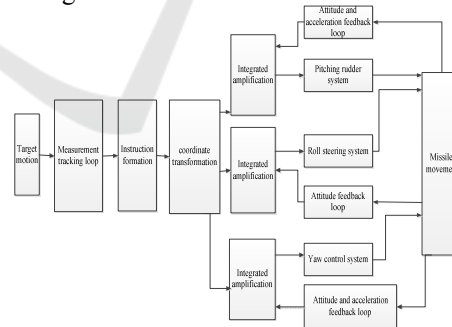 Attitude and
acceleration feedback
loop
Integrated
amplification
Pitching rudder
system
Target
motion
Measurement
tracking loop
Instruction
formation
coordinate
transformation
Integrated
amplification
Roll steering system
Missile
movement
Attitude feedback
loop
Integrated
amplification
Yaw control system
Attitude and acceleration
feedback loop